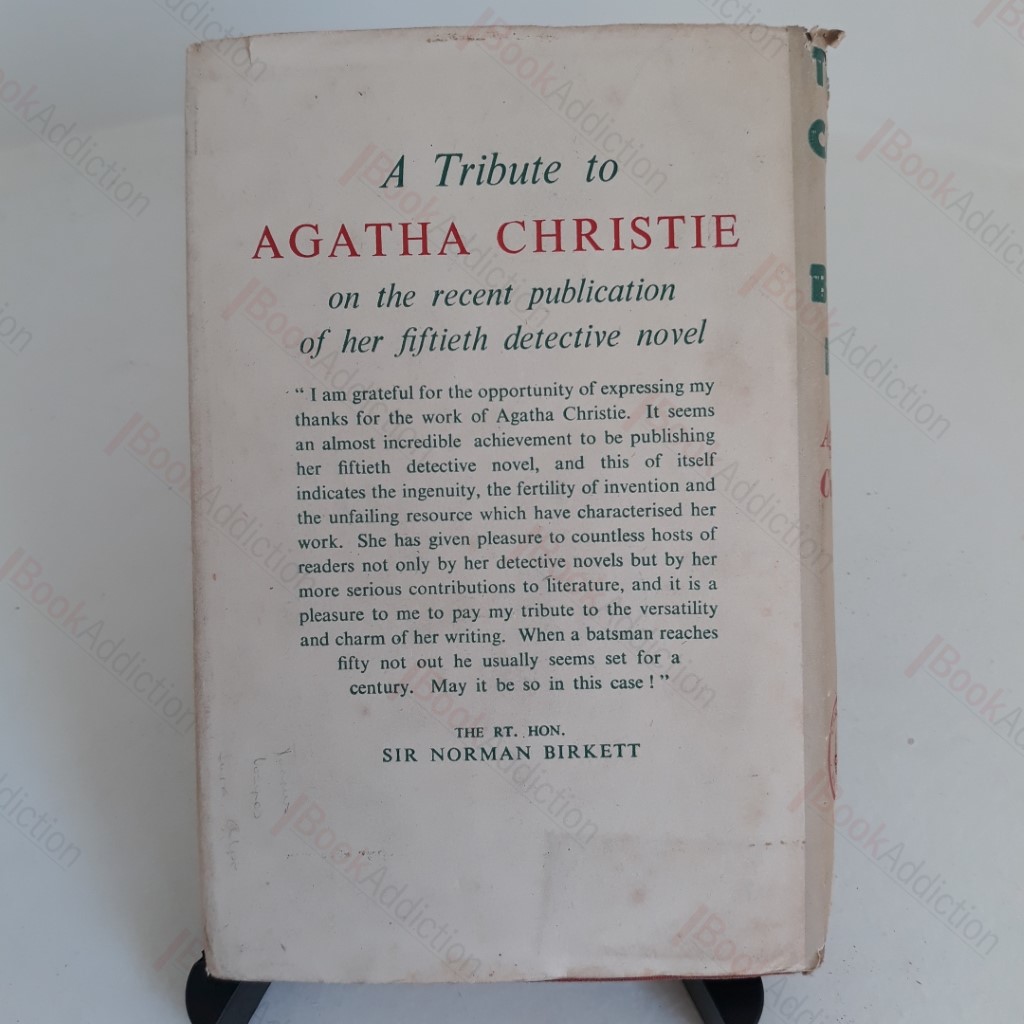 A Tribute to
AGATHA CHRISTIE
on the recent publication
of her fiftieth detective novel
“ I am grateful for the opportunity of expressing my
thanks for the work of Agatha Christie. It seems
an almost incredible achievement to be publishing
her fiftieth detective novel, and this of itself
indicates the ingenuity, the fertility of invention and
the unfailing resource which have characterised her
work. She has given pleasure to countless hosts of
readers not only by her detective novels but by her
more serious contributions to literature, and it is a
pleasure to me to pay my tribute to the versatility
and charm of her writing. When a batsman reaches
fifty not out he usually seems set for a
century. May it be so in this case ! ”
THE RT. HON.
SIR NORMAN BIRKETT
BookAddiction